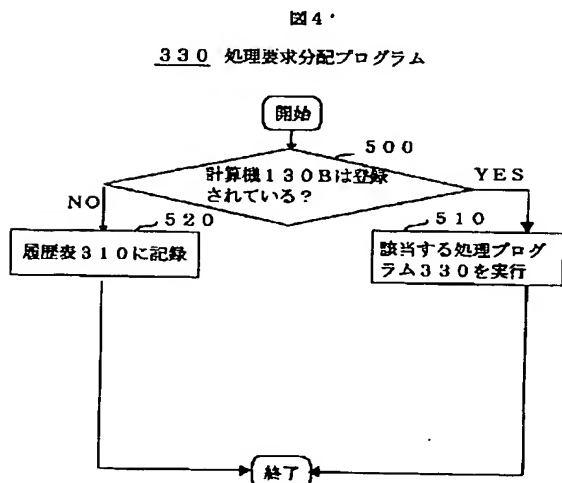 図4
330 処理要求分配プログラム
開始
500
計算機130Bは登録
されている?
NO
YES
520
510
履歴表310に記録
該当する処理プログ
ラム330を実行
終了